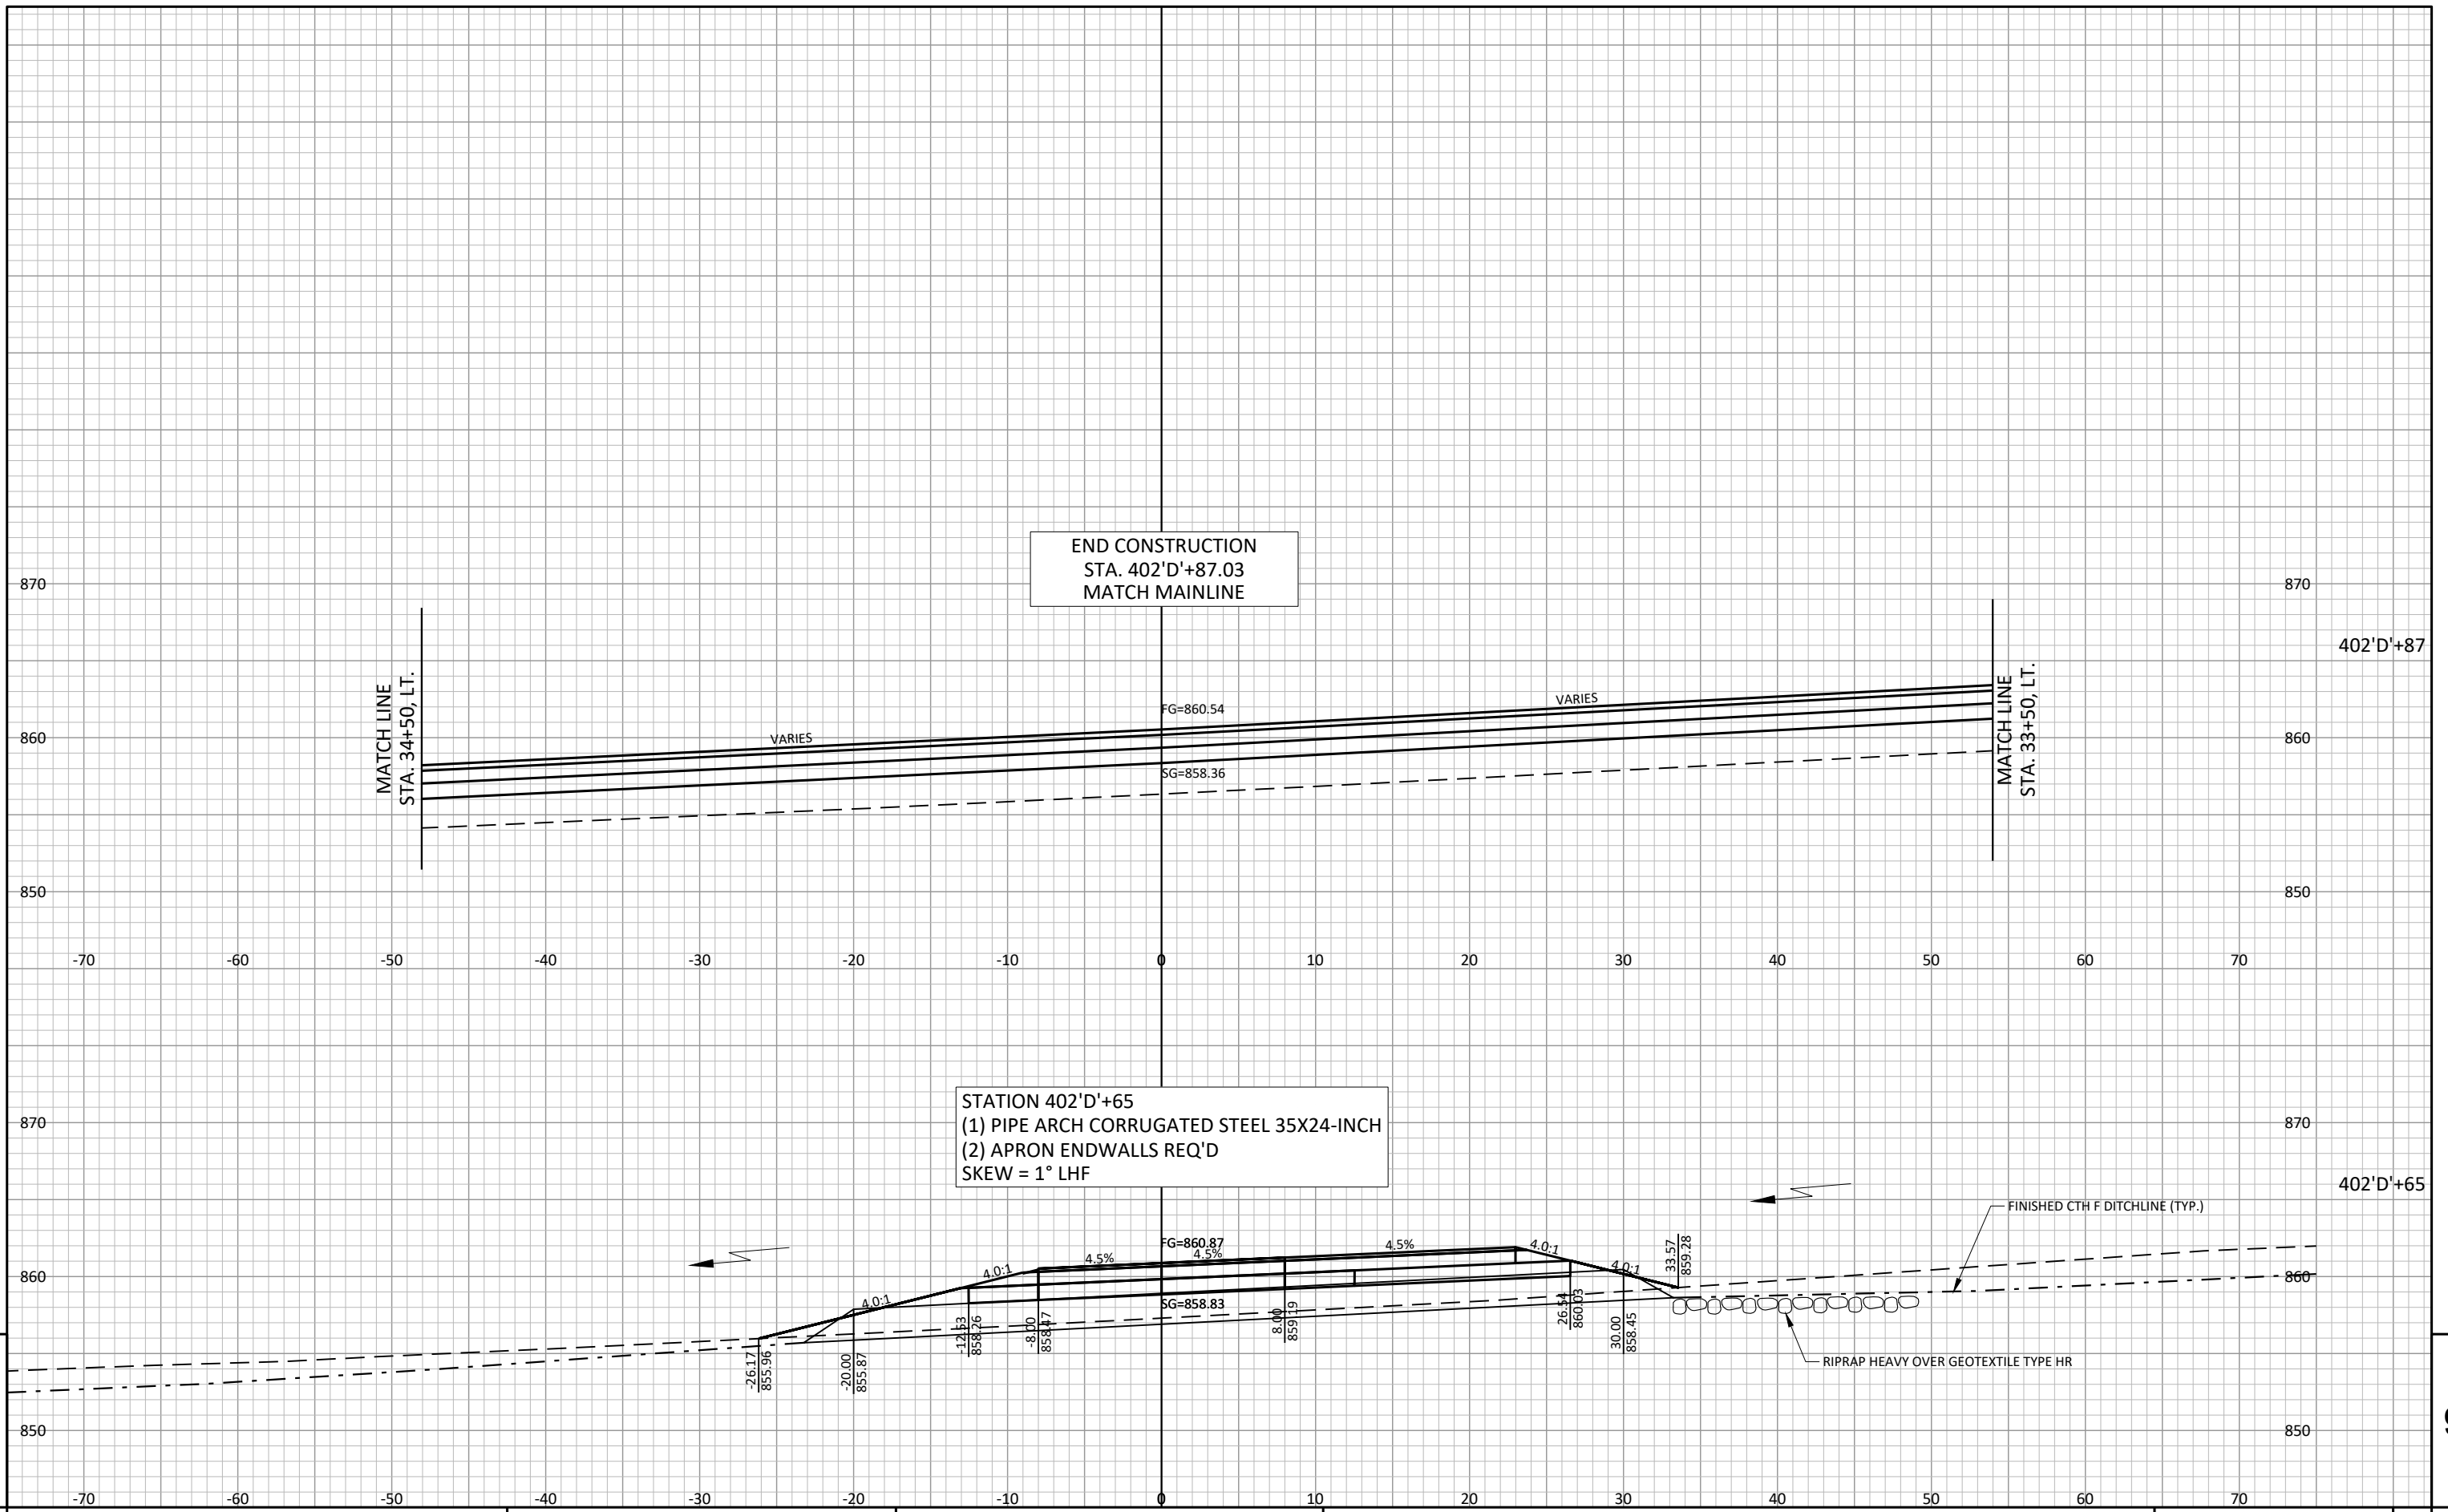 END CONSTRUCTION
STA. 402'D'+87.03
MATCH MAINLINE
870
870
402'D'+87
MATCH LINE
STA. 34+50, LT.
MATCH LINE
STA. 33+50, LT.
VARIES
FG=860.54
VARIES
860
860
SG=858.36
850
850
-70 -60 -50 -40 -30 -20 -10 0 10 20 30 40 50 60 70
STATION 402'D'+65
(1) PIPE ARCH CORRUGATED STEEL 35X24-INCH
(2) APRON ENDWALLS REQ'D
SKEW = 1° LHF
870
870
402'D'+65
FINISHED CTH F DITCHLINE (TYP.)
FG=860.87
4.5%
4.5%
4.5%
4.0:1
4.0:1
4.0:1
4.0:1
33.57
859.28
860
860
SG=858.83
-26.17
855.96
-20.00
855.87
-12.53
858.26
-8.00
858.47
8.00
859.19
26.54
860.03
30.00
858.45
RIPRAP HEAVY OVER GEOTEXTILE TYPE HR
850
850
-70 -60 -50 -40 -30 -20 -10 0 10 20 30 40 50 60 70